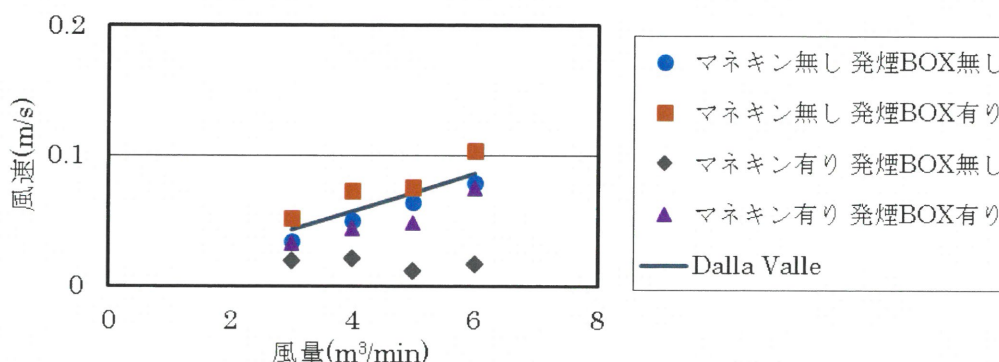 0.2
0.1
0
風速(m/s)
0
2
4
6
8
風量(m³/min)
マネキン無し 発煙BOX無し
マネキン無し 発煙BOX有り
マネキン有り 発煙BOX無し
マネキン有り 発煙BOX有り
Dalla Valle